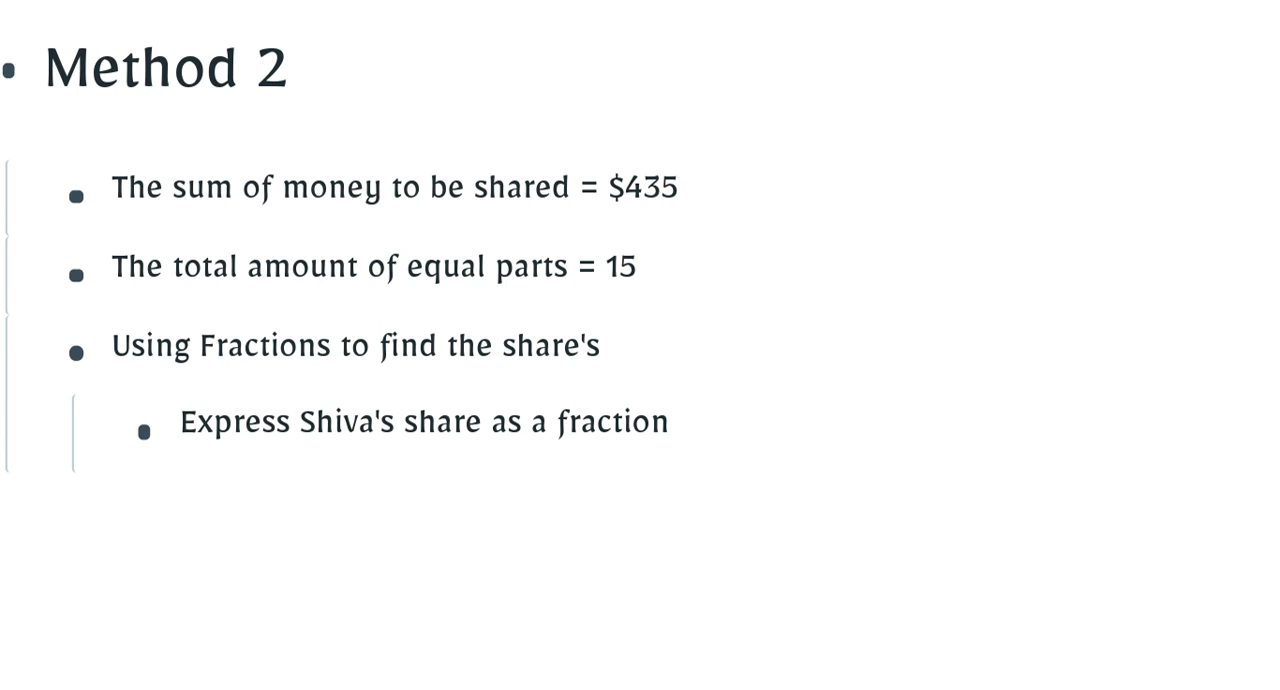 Method 2
The sum of money to be shared = $435
The total amount of equal parts = 15
Using Fractions to find the share's
Express Shiva's share as a fraction